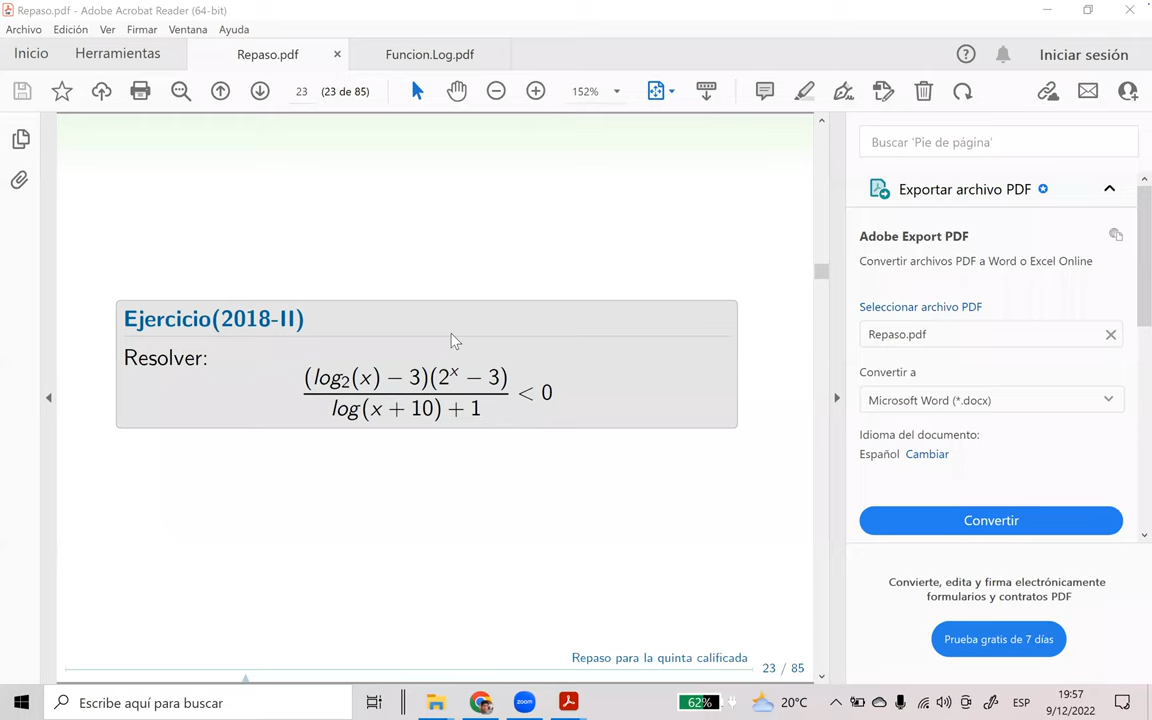 Repaso.pdf - Adobe Acrobat Reader (64-bit)
Archivo Edición Ver Firmar Ventana Ayuda
Inicio Herramientas Repaso.pdf × Funcion.Log.pdf Iniciar sesión
23 (23 de 85) 152%
Buscar 'Pie de página'
Exportar archivo PDF
Adobe Export PDF
Convertir archivos PDF a Word o Excel Online
Seleccionar archivo PDF
Repaso.pdf
Convertir a
Microsoft Word (*.docx)
Idioma del documento:
Español Cambiar
Convertir
Convierte, edita y firma electrónicamente
formularios y contratos PDF
Prueba gratis de 7 días
Ejercicio(2018-II)
Resolver:
(log₂(x) − 3)(2ˣ − 3)
log(x + 10) + 1 < 0
Repaso para la quinta calificada 23 / 85
Escribe aquí para buscar zoom 62% 20°C ESP 19:57
9/12/2022